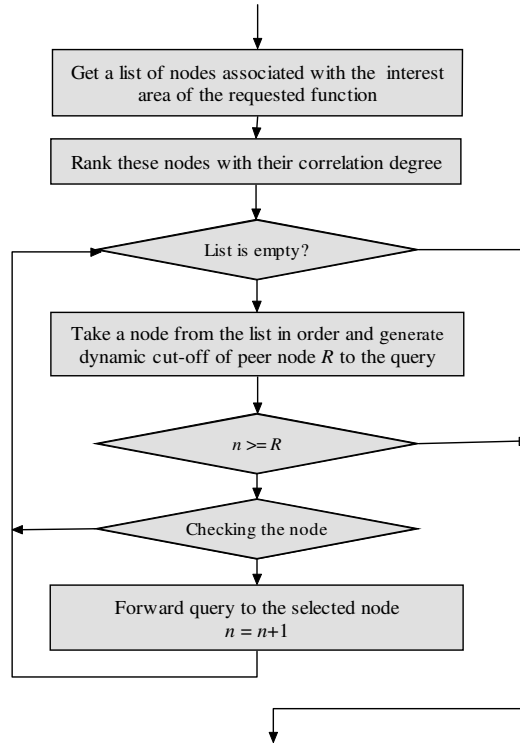 Get a list of nodes associated with the interest
area of the requested function
Rank these nodes with their correlation degree
List is empty?
Take a node from the list in order and generate
dynamic cut-off of peer node R to the query
n >= R
Checking the node
Forward query to the selected node
n = n+1